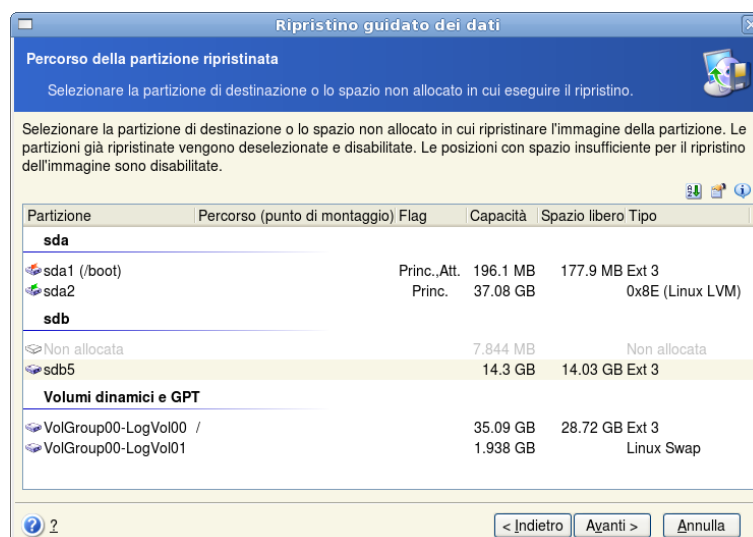 Ripristino guidato dei dati
Percorso della partizione ripristinata
Selezionare la partizione di destinazione o lo spazio non allocato in cui eseguire il ripristino.
Selezionare la partizione di destinazione o lo spazio non allocato in cui ripristinare l'immagine della partizione. Le
partizioni già ripristinate vengono deselezionate e disabilitate. Le posizioni con spazio insufficiente per il ripristino
dell'immagine sono disabilitate.
Partizione Percorso (punto di montaggio) Flag Capacità Spazio libero Tipo
sda
sda1 (/boot) Princ.,Att. 196.1 MB 177.9 MB Ext 3
sda2 Princ. 37.08 GB 0x8E (Linux LVM)
sdb
Non allocata 7.844 MB Non allocata
sdb5 14.3 GB 14.03 GB Ext 3
Volumi dinamici e GPT
VolGroup00-LogVol00 / 35.09 GB 28.72 GB Ext 3
VolGroup00-LogVol01 1.938 GB Linux Swap
? < Indietro Avanti > Annulla